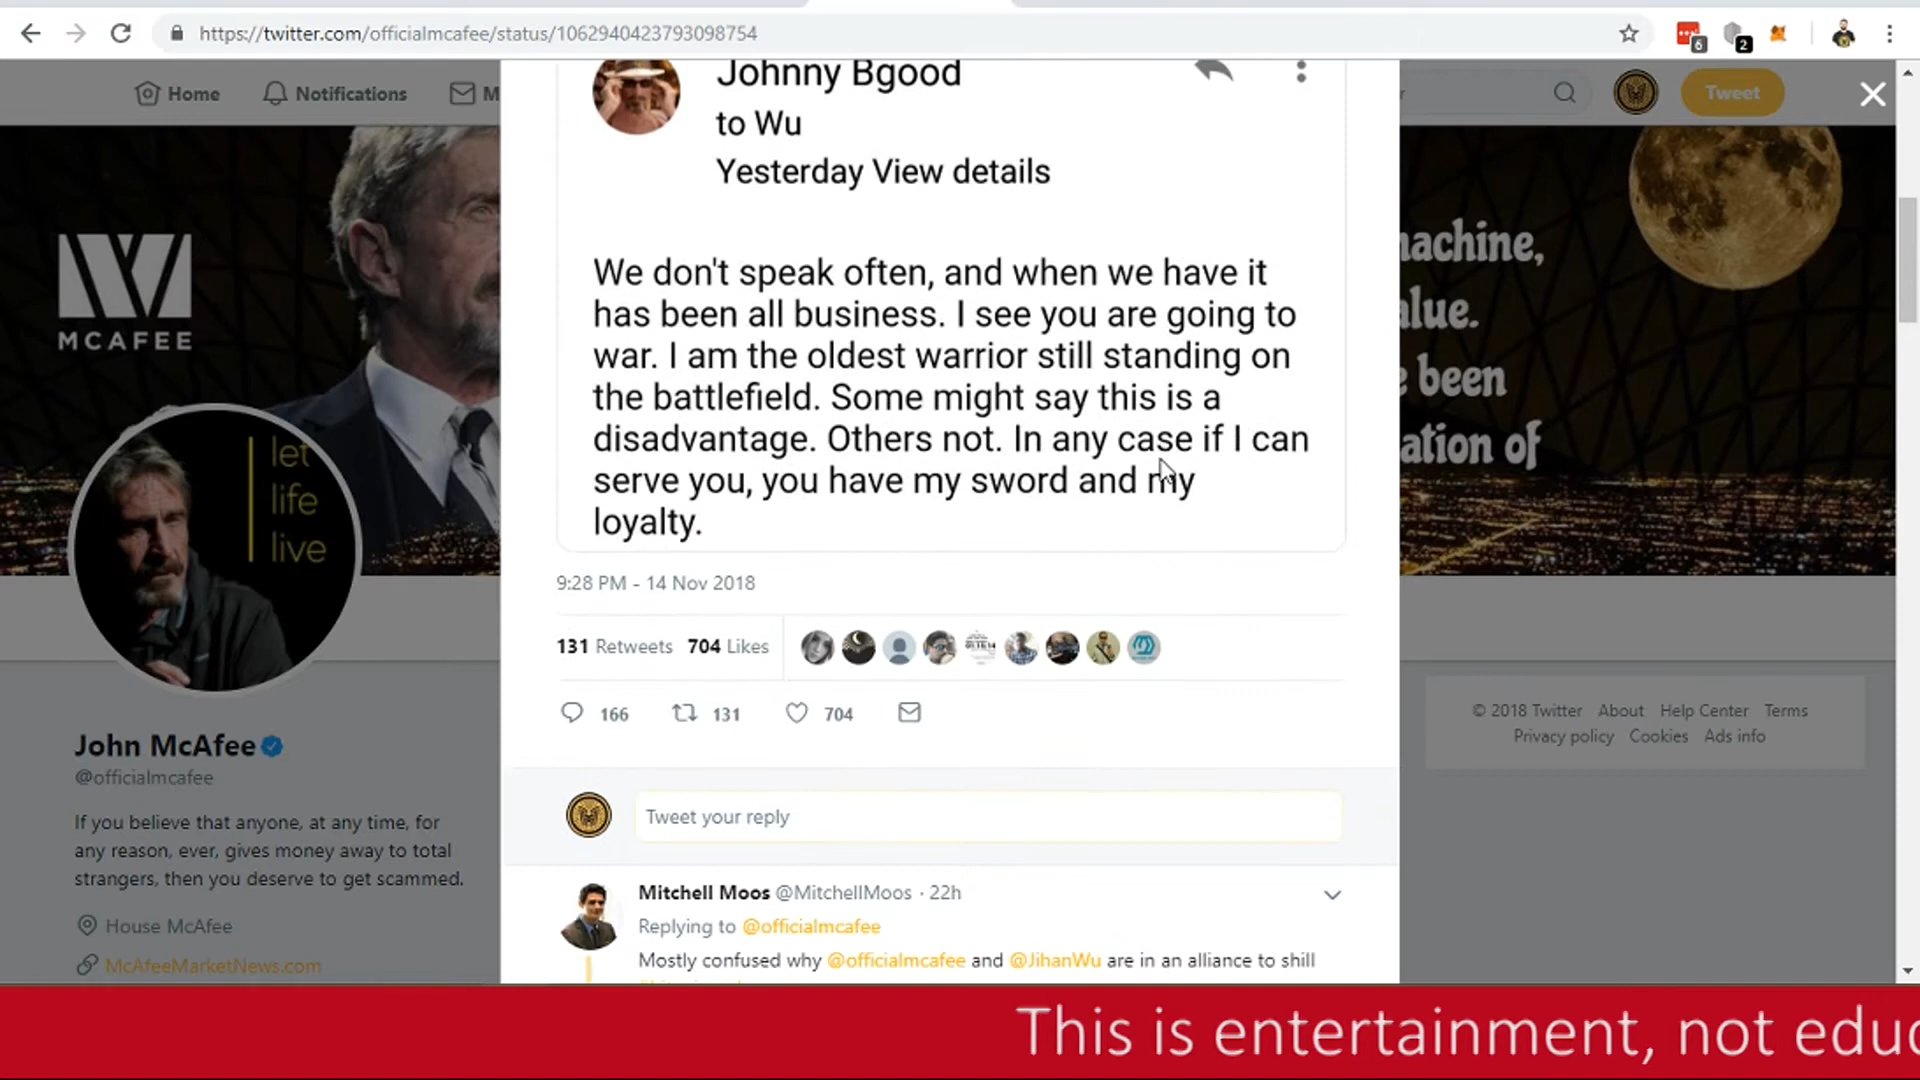 https://twitter.com/officialmcafee/status/1062940423793098754
6
2
Home
Notifications
M
Tweet
Johnny Bgood
to Wu
Yesterday View details
We don't speak often, and when we have it
has been all business. I see you are going to
war. I am the oldest warrior still standing on
the battlefield. Some might say this is a
disadvantage. Others not. In any case if I can
serve you, you have my sword and my
loyalty.
9:28 PM - 14 Nov 2018
131 Retweets 704 Likes
166
131
704
Tweet your reply
Mitchell Moos @MitchellMoos · 22h
Replying to @officialmcafee
Mostly confused why @officialmcafee and @JihanWu are in an alliance to shill
MCAFEE
let
life
live
John McAfee
@officialmcafee
If you believe that anyone, at any time, for
any reason, ever, gives money away to total
strangers, then you deserve to get scammed.
House McAfee
McAfeeMarketNews.com
achine,
alue.
been
ation of
© 2018 Twitter About Help Center Terms
Privacy policy Cookies Ads info
This is entertainment, not educ